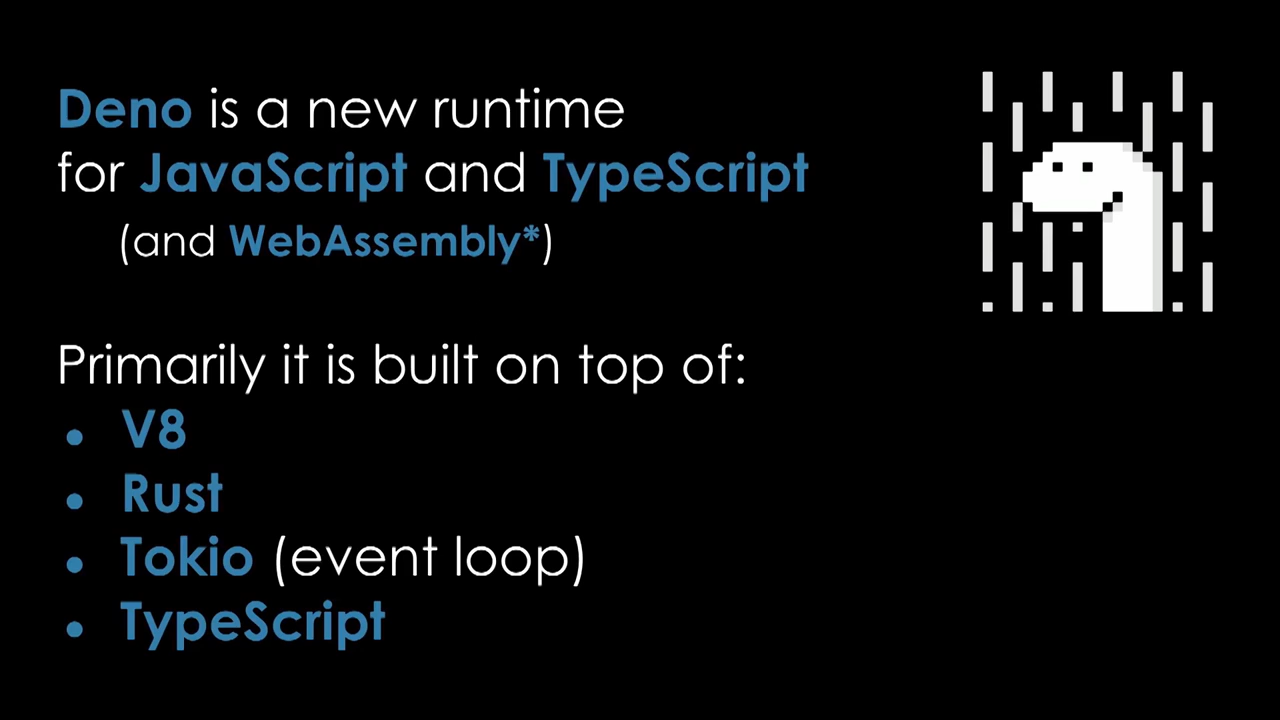 Deno is a new runtime
for JavaScript and TypeScript
(and WebAssembly*)
Primarily it is built on top of:
● V8
● Rust
● Tokio (event loop)
● TypeScript